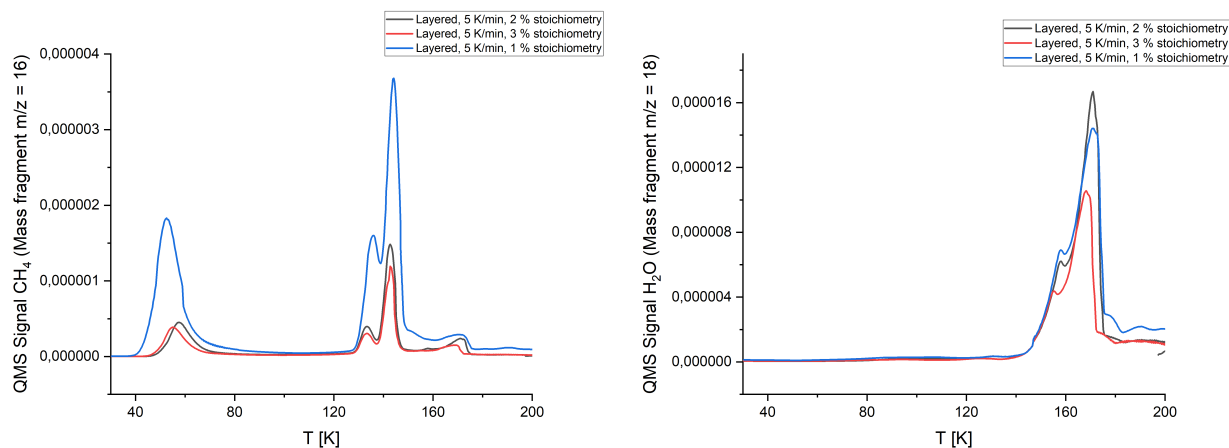 Layered, 5 K/min, 2 % stoichiometry
Layered, 5 K/min, 3 % stoichiometry
Layered, 5 K/min, 1 % stoichiometry
QMS Signal CH₄ (Mass fragment m/z = 16)
0,000004
0,000003
0,000002
0,000001
0,000000
40
80
120
160
200
T [K]
Layered, 5 K/min, 2 % stoichiometry
Layered, 5 K/min, 3 % stoichiometry
Layered, 5 K/min, 1 % stoichiometry
QMS Signal H₂O (Mass fragment m/z = 18)
0,000016
0,000012
0,000008
0,000004
0,000000
40
80
120
160
200
T [K]